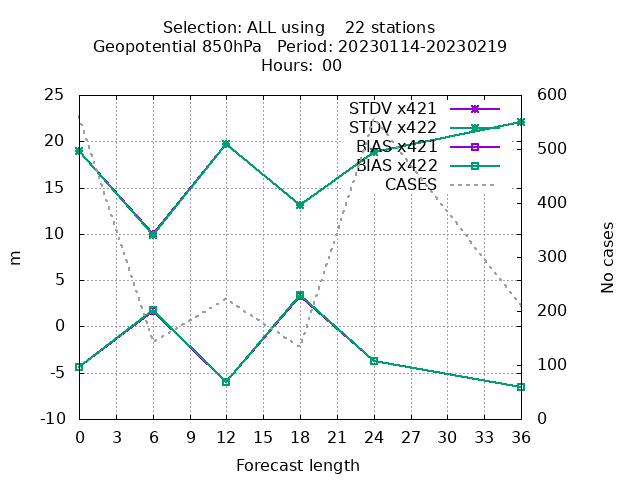 Selection: ALL using    22 stations
Geopotential 850hPa   Period: 20230114-20230219
Hours: 00
25 600
STDV x421
STDV x422
20 500
BIAS x421
BIAS x422
CASES
15 400
10 300
m No cases
5
0 200
-5 100
-10 0
0 3 6 9 12 15 18 21 24 27 30 33 36
Forecast length